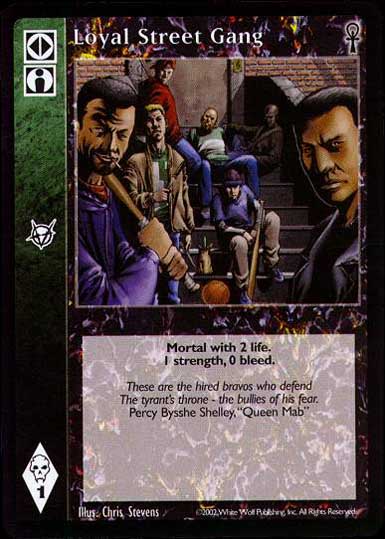 Loyal Street Gang
Mortal with 2 life.
1 strength, 0 bleed.
These are the hired bravos who defend
The tyrant's throne - the bullies of his fear.
Percy Bysshe Shelley, "Queen Mab"
1
Illus: Chris Stevens
©2002, White Wolf Publishing, Inc. All Rights Reserved.